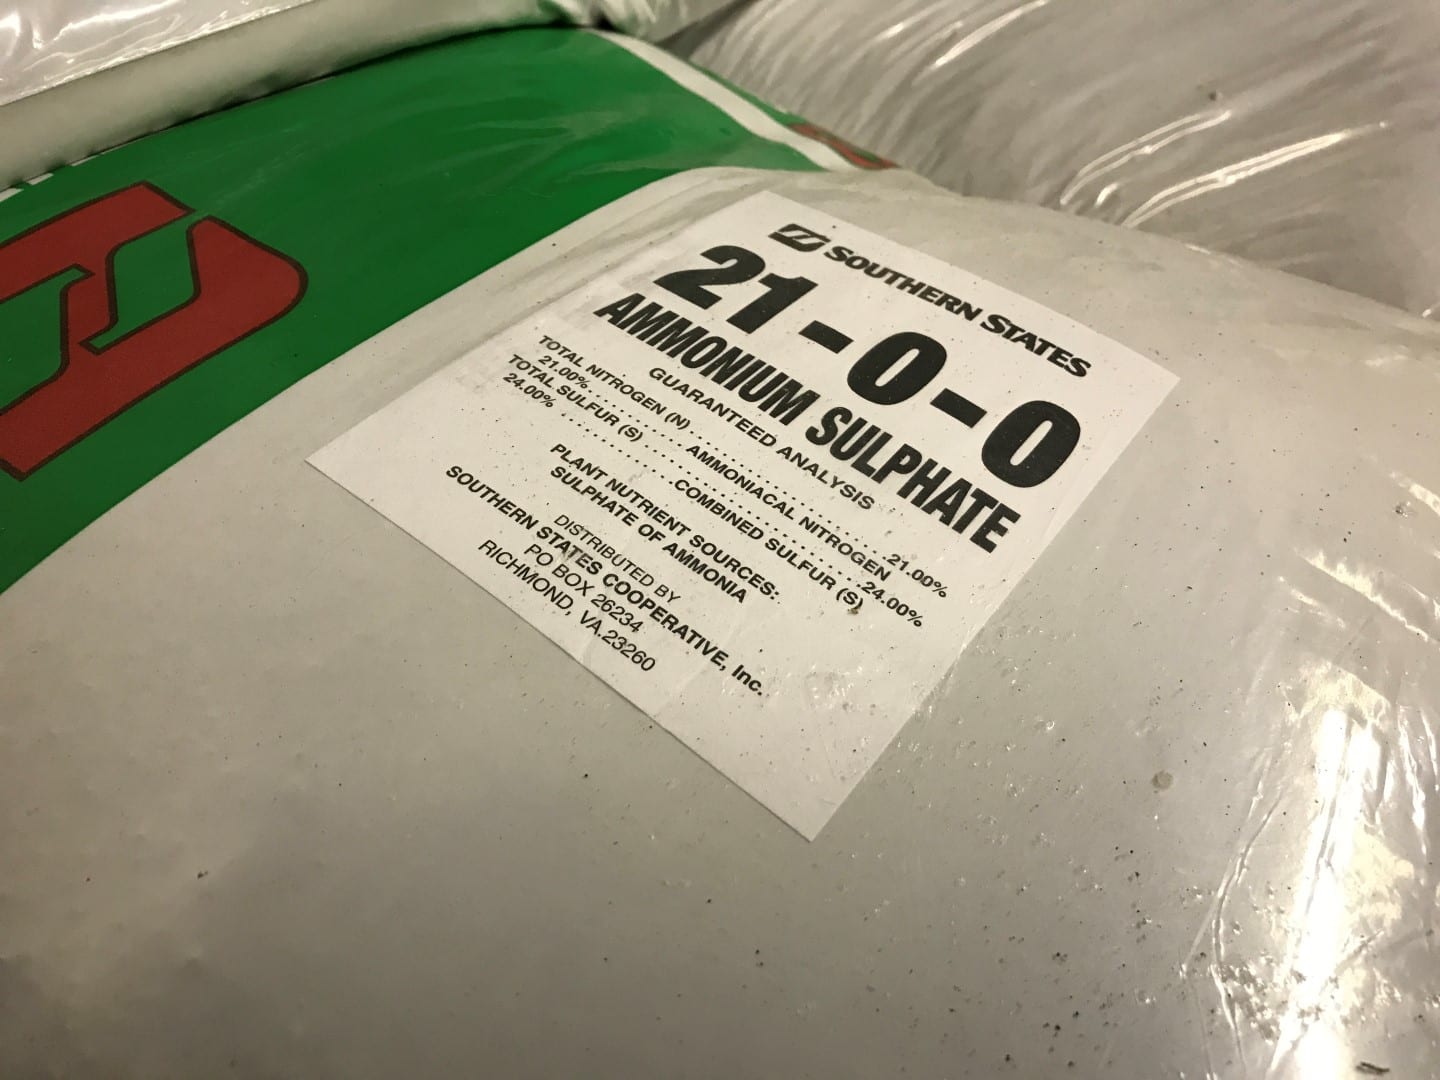 SOUTHERN STATES
21-0-0
AMMONIUM SULPHATE
GUARANTEED ANALYSIS
TOTAL NITROGEN (N)..........................21.00%
21.00%..............AMMONIACAL NITROGEN
TOTAL SULFUR (S)..........................24.00%
24.00%..............COMBINED SULFUR (S)
PLANT NUTRIENT SOURCES:
SULPHATE OF AMMONIA
DISTRIBUTED BY
SOUTHERN STATES COOPERATIVE, Inc.
PO BOX 26234
RICHMOND, VA.23260